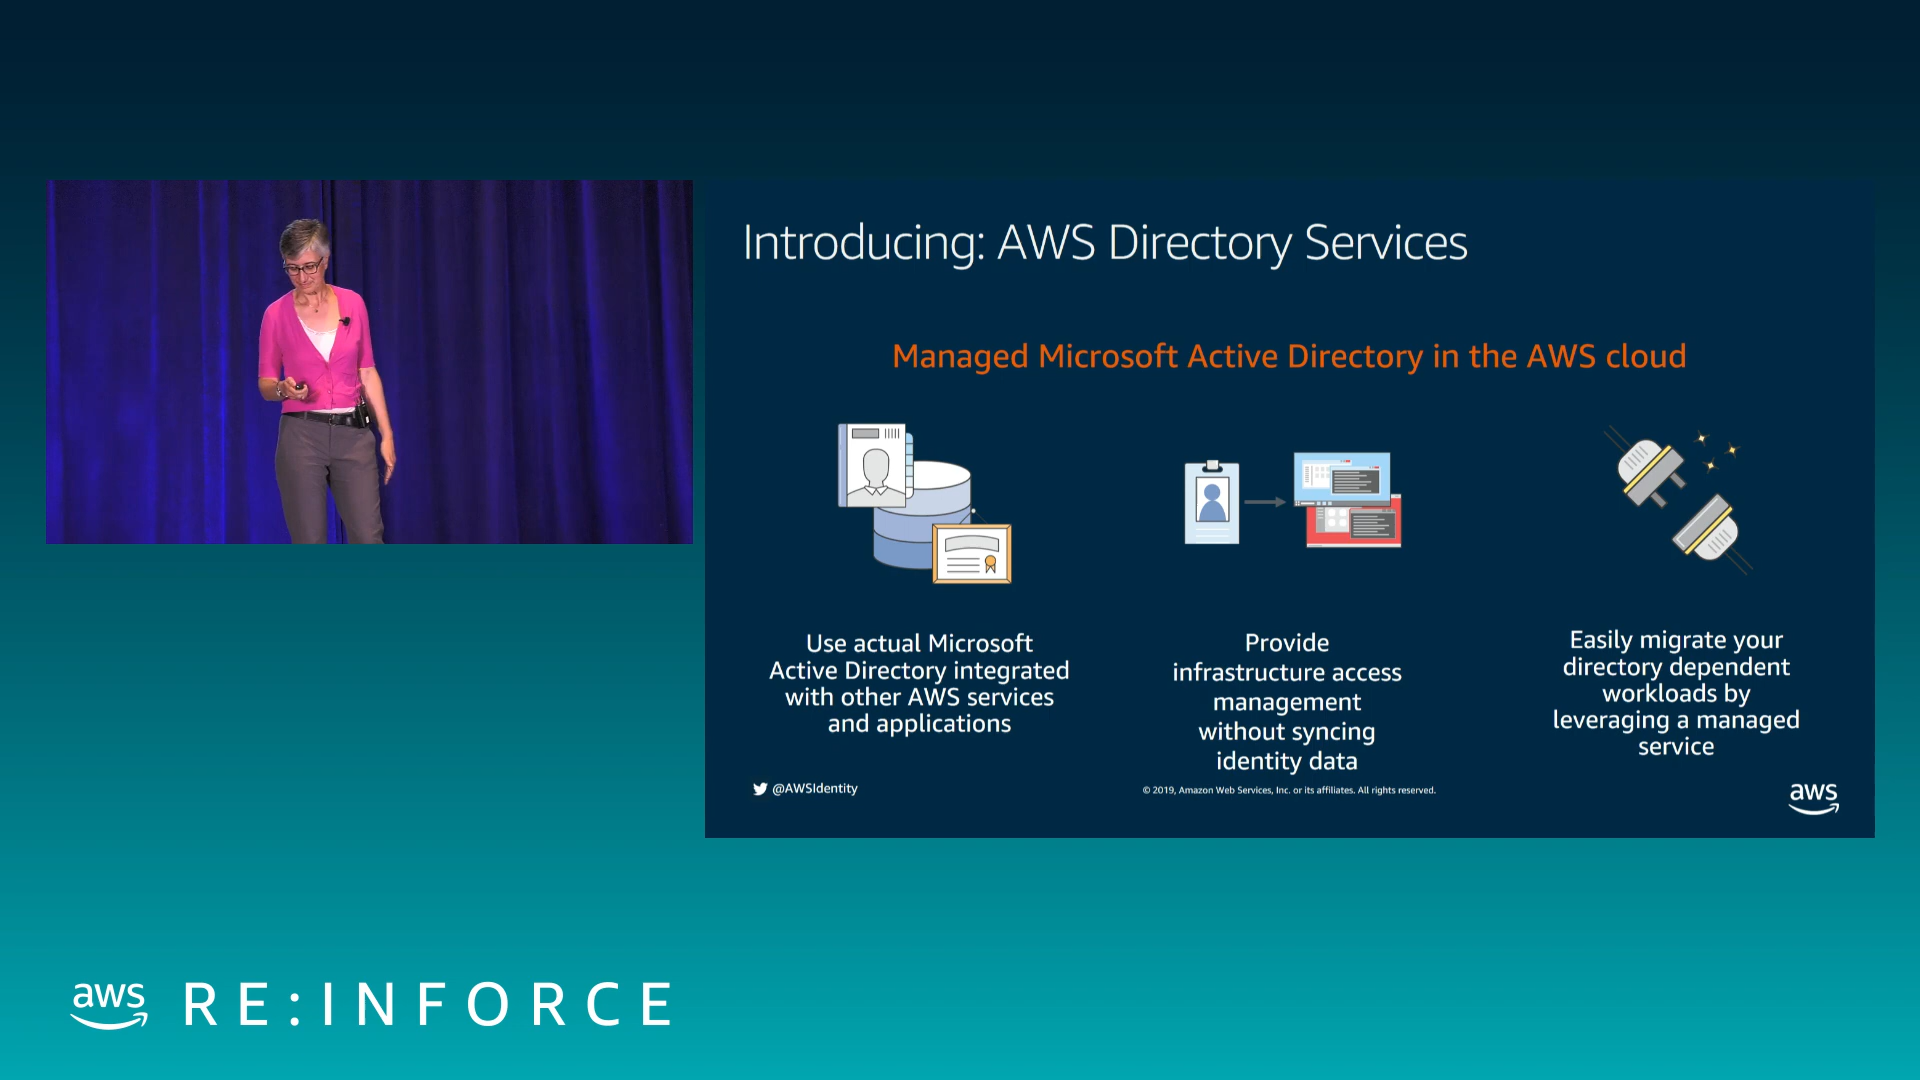 Introducing: AWS Directory Services
Managed Microsoft Active Directory in the AWS cloud
Use actual Microsoft
Active Directory integrated
with other AWS services
and applications
Provide
infrastructure access
management
without syncing
identity data
Easily migrate your
directory dependent
workloads by
leveraging a managed
service
@AWSIdentity
© 2019, Amazon Web Services, Inc. or its affiliates. All rights reserved.
aws
aws RE:INFORCE